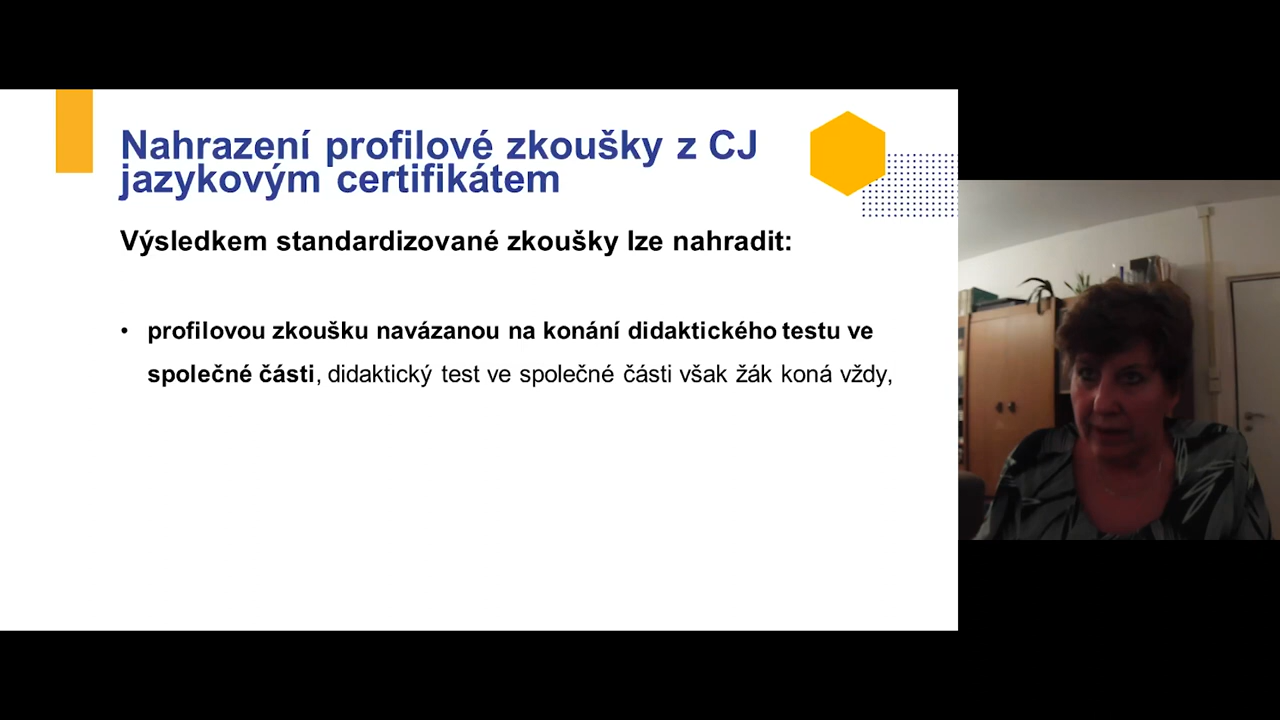 Nahrazení profilové zkoušky z CJ
jazykovým certifikátem
Výsledkem standardizované zkoušky lze nahradit:
• profilovou zkoušku navázanou na konání didaktického testu ve
společné části, didaktický test ve společné části však žák koná vždy,